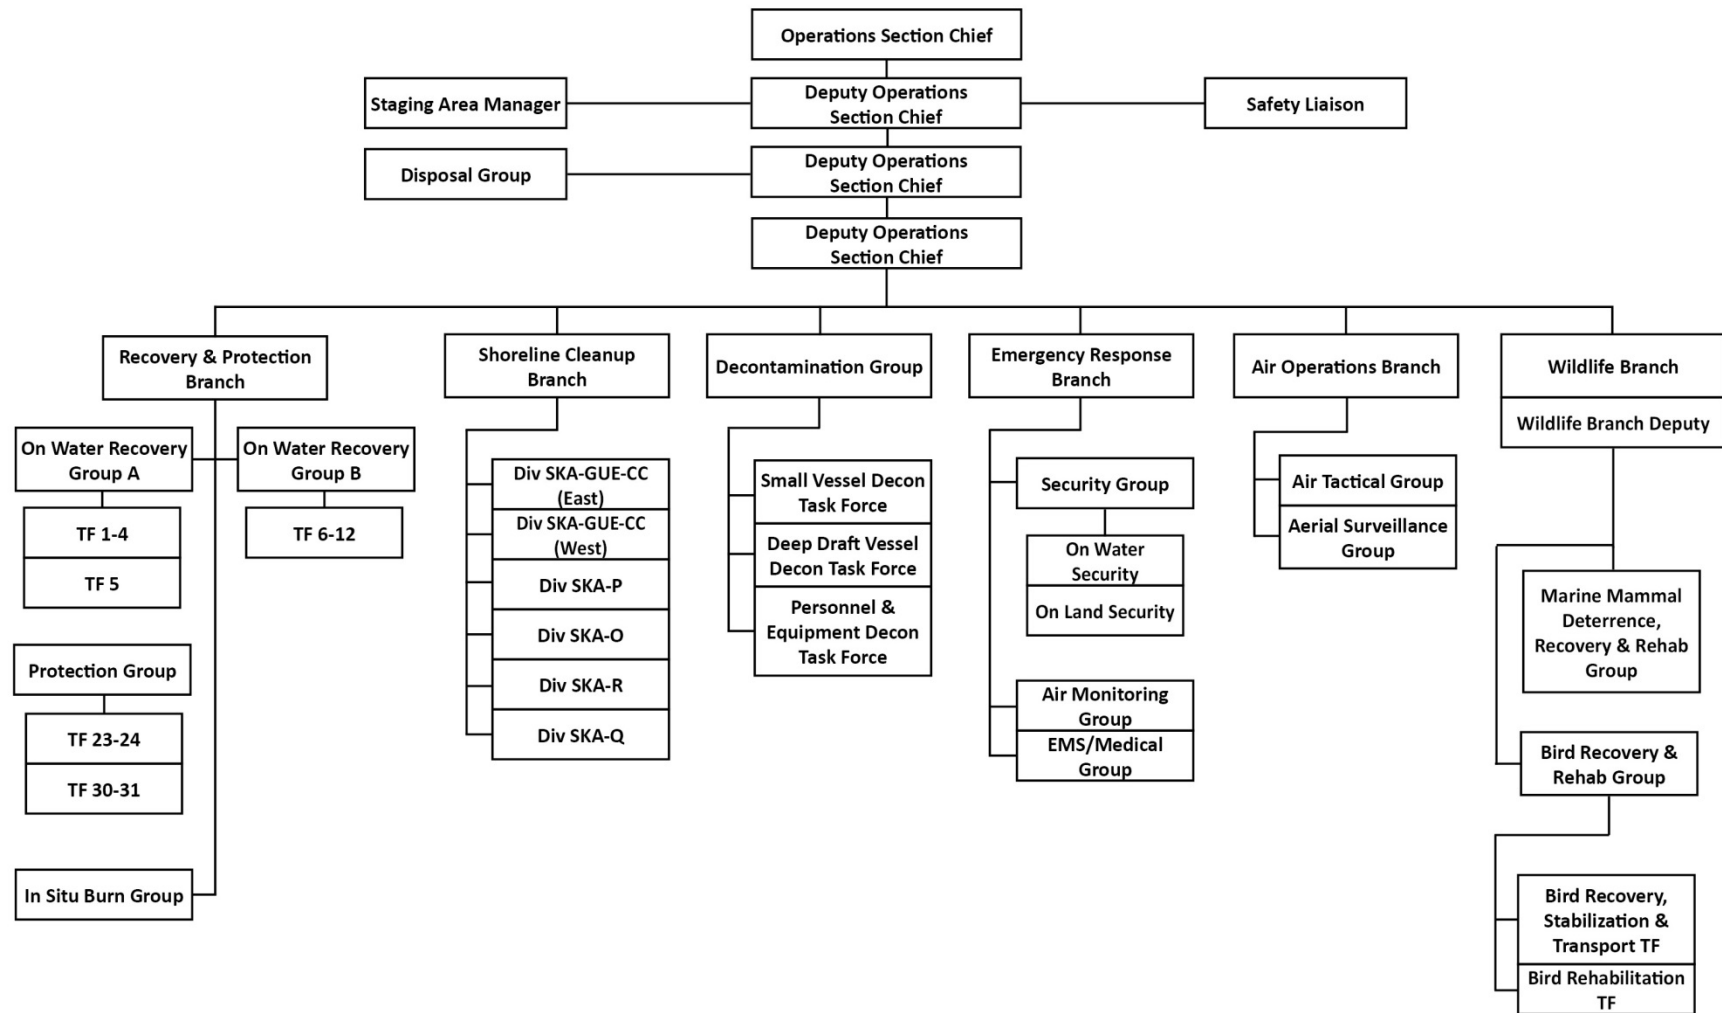 Operations Section Chief
Staging Area Manager
Deputy Operations
Section Chief
Safety Liaison
Disposal Group
Deputy Operations
Section Chief
Deputy Operations
Section Chief
Recovery & Protection
Branch
On Water Recovery
Group A
TF 1-4
TF 5
On Water Recovery
Group B
TF 6-12
Protection Group
TF 23-24
TF 30-31
In Situ Burn Group
Shoreline Cleanup
Branch
Div SKA-GUE-CC
(East)
Div SKA-GUE-CC
(West)
Div SKA-P
Div SKA-O
Div SKA-R
Div SKA-Q
Decontamination Group
Small Vessel Decon
Task Force
Deep Draft Vessel
Decon Task Force
Personnel &
Equipment Decon
Task Force
Emergency Response
Branch
Security Group
On Water
Security
On Land Security
Air Monitoring
Group
EMS/Medical
Group
Air Operations Branch
Air Tactical Group
Aerial Surveillance
Group
Wildlife Branch
Wildlife Branch Deputy
Marine Mammal
Deterrence,
Recovery & Rehab
Group
Bird Recovery &
Rehab Group
Bird Recovery,
Stabilization &
Transport TF
Bird Rehabilitation
TF